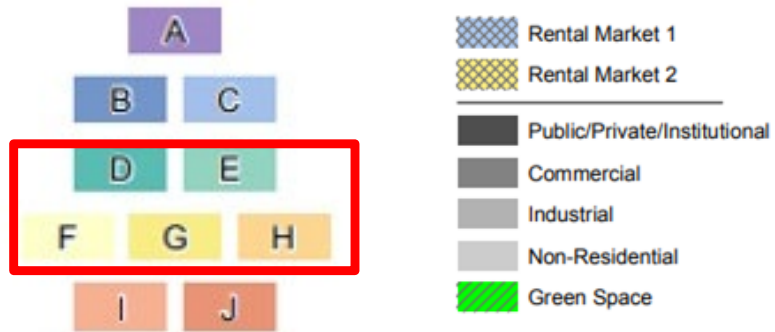 A
B C
D E
F G H
I J
Rental Market 1
Rental Market 2
Public/Private/Institutional
Commercial
Industrial
Non-Residential
Green Space